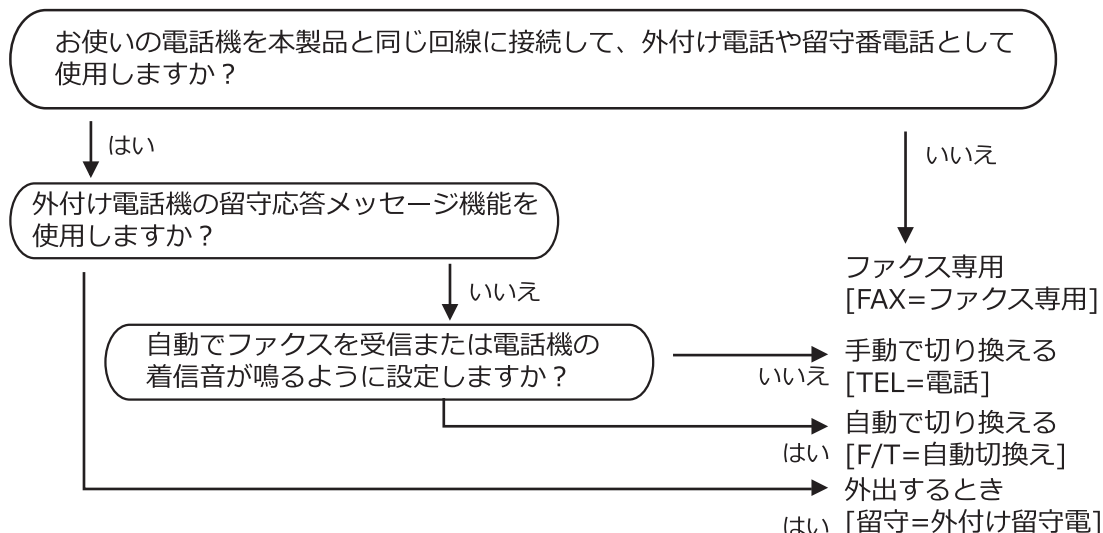 お使いの電話機を本製品と同じ回線に接続して、外付け電話や留守番電話として
使用しますか？
はい
いいえ
外付け電話機の留守応答メッセージ機能を
使用しますか？
いいえ
ファクス専用
[FAX=ファクス専用]
自動でファクスを受信または電話機の
着信音が鳴るように設定しますか？
いいえ
手動で切り換える
[TEL=電話]
はい
自動で切り換える
[F/T=自動切換え]
はい
外出するとき
[留守=外付け留守電]